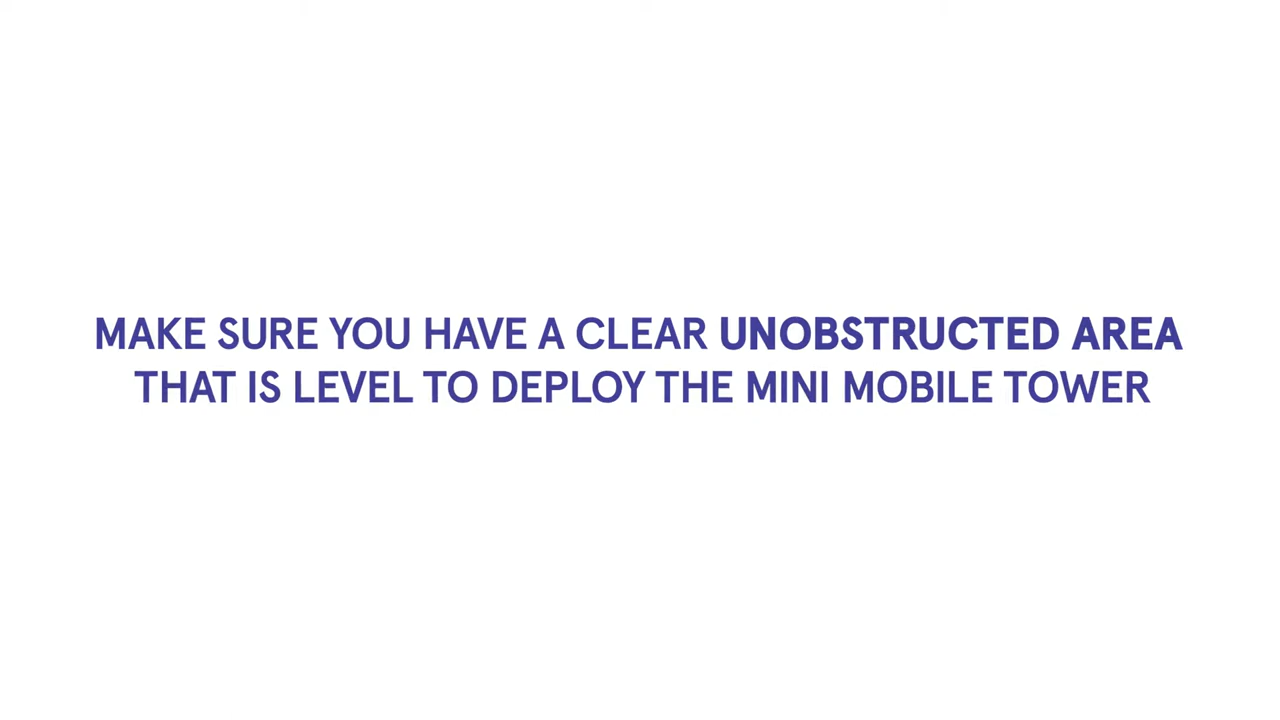 MAKE SURE YOU HAVE A CLEAR UNOBSTRUCTED AREA
THAT IS LEVEL TO DEPLOY THE MINI MOBILE TOWER